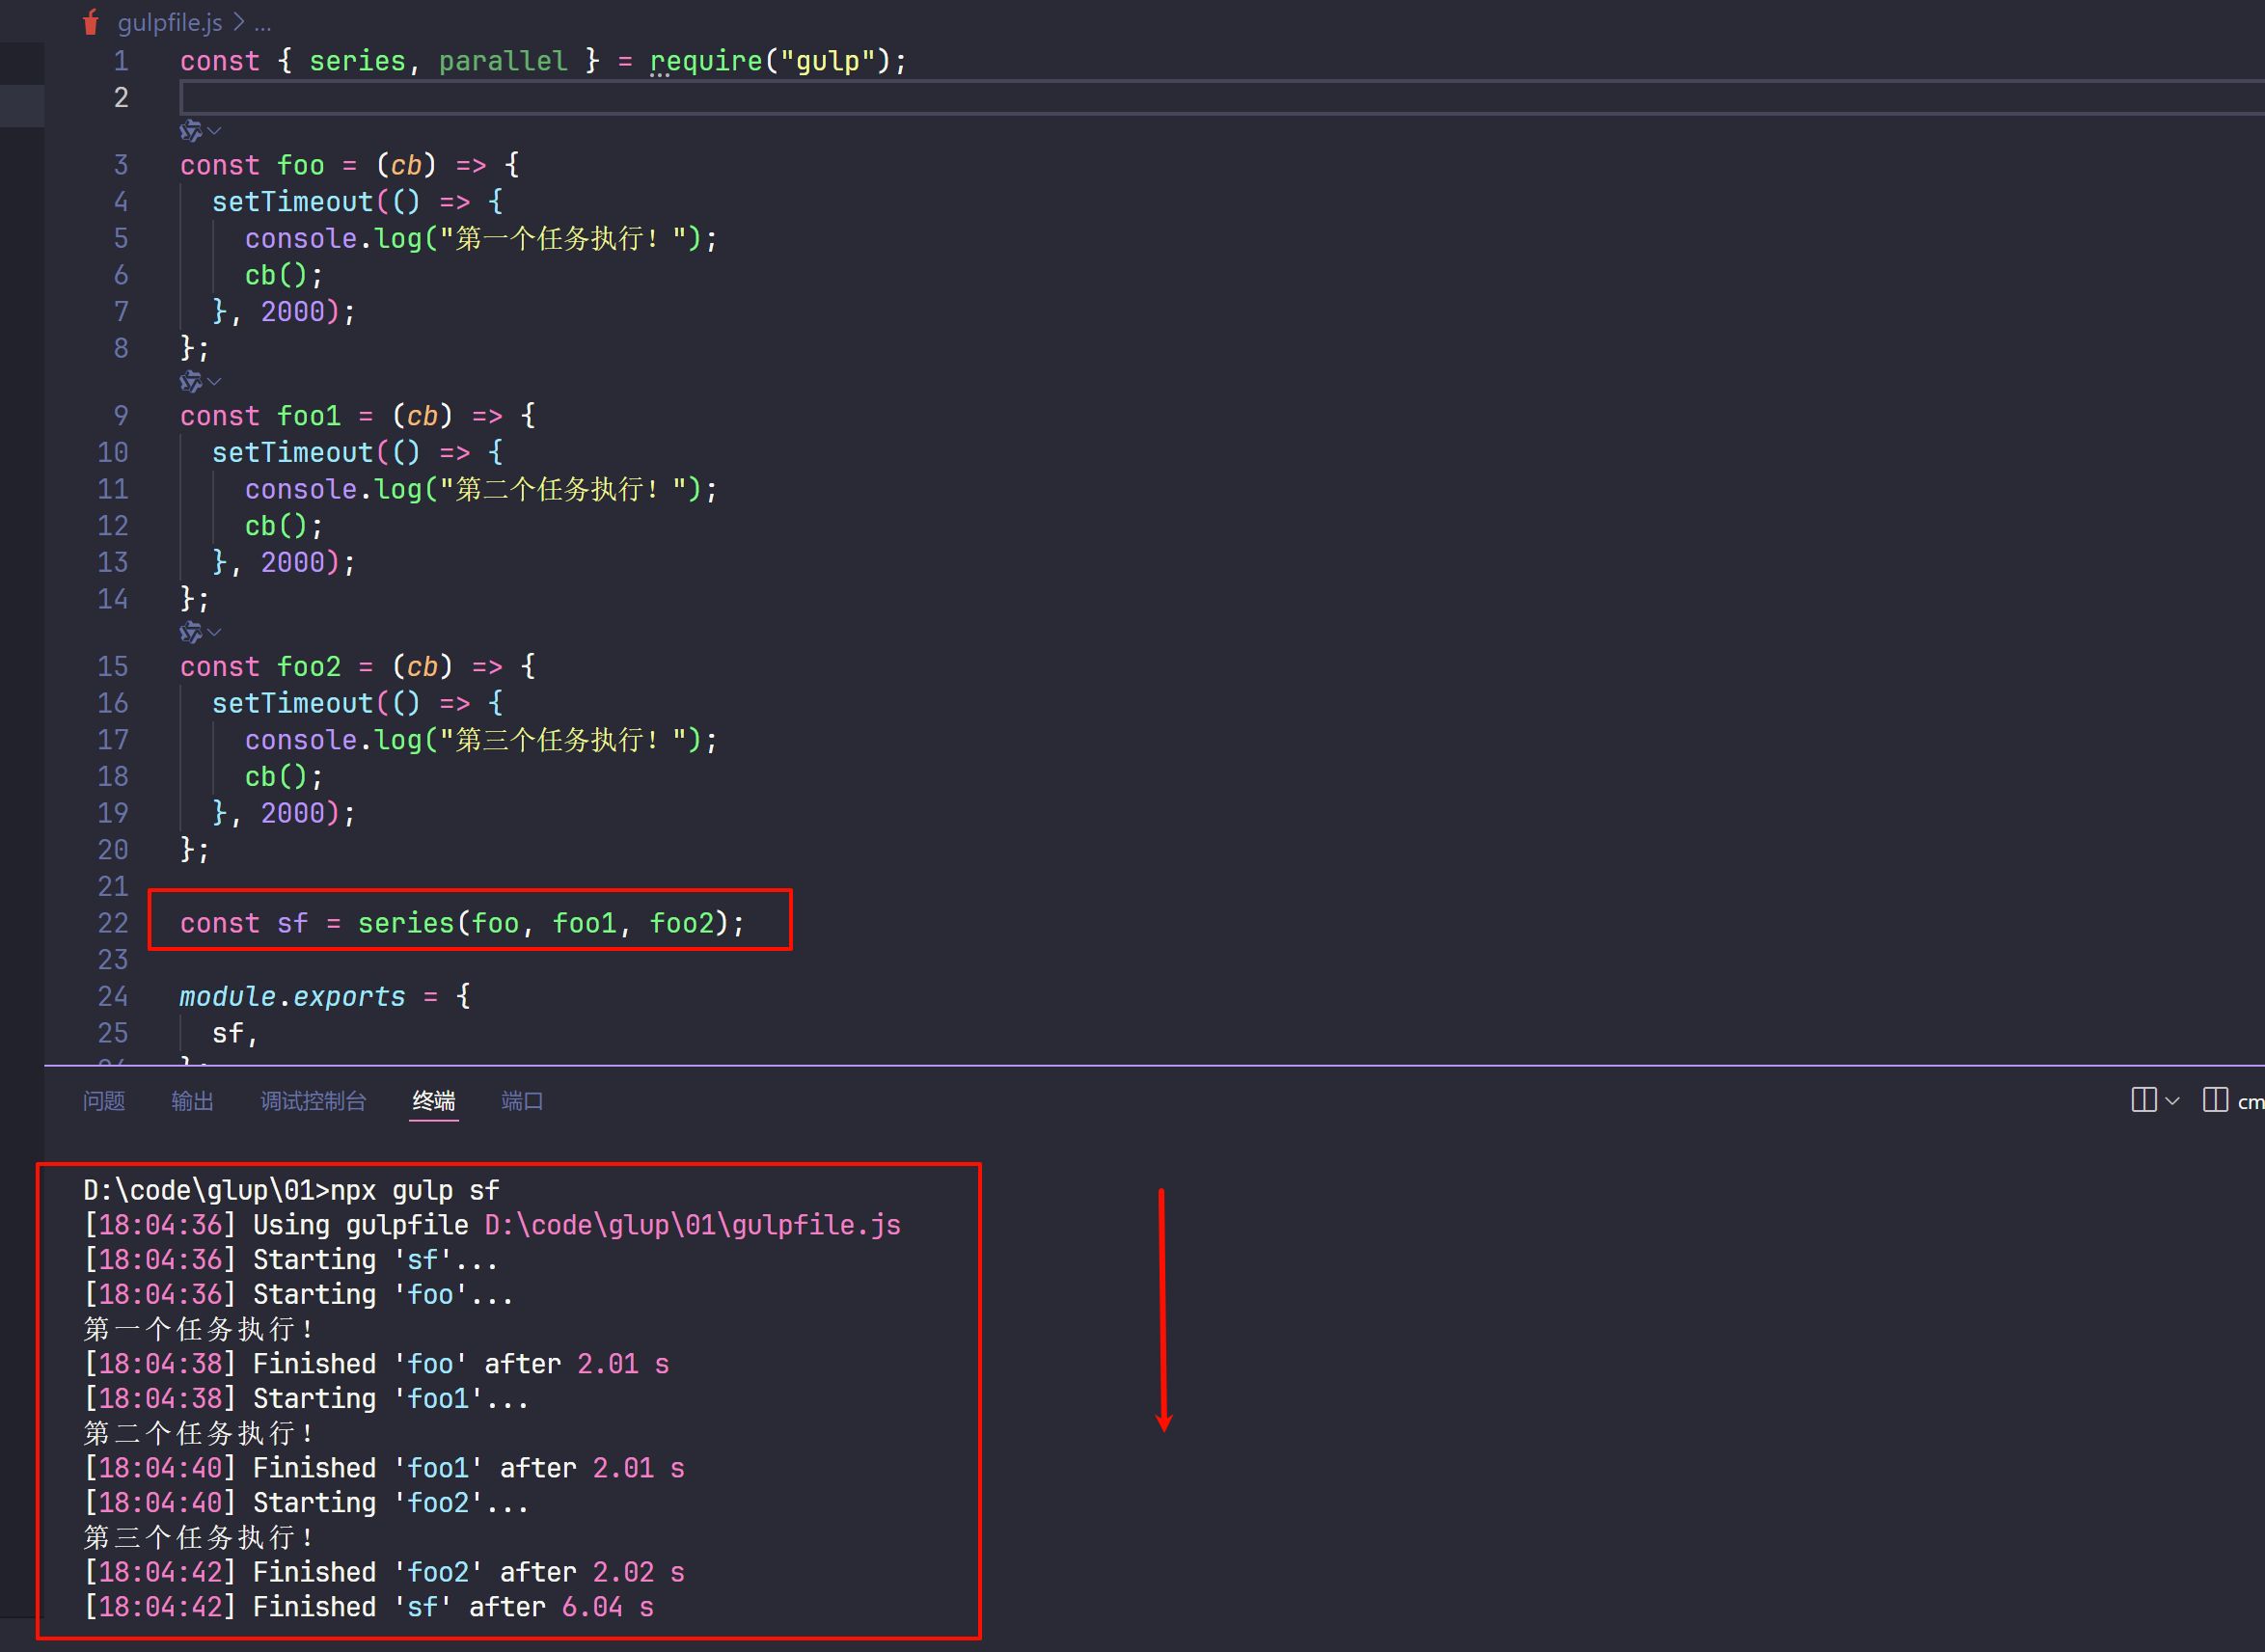 gulpfile.js > ...
1 const { series, parallel } = require("gulp");
2
3 const foo = (cb) => {
4 setTimeout(() => {
5 console.log("第一个任务执行！");
6 cb();
7 }, 2000);
8 };
9 const foo1 = (cb) => {
10 setTimeout(() => {
11 console.log("第二个任务执行！");
12 cb();
13 }, 2000);
14 };
15 const foo2 = (cb) => {
16 setTimeout(() => {
17 console.log("第三个任务执行！");
18 cb();
19 }, 2000);
20 };
21
22 const sf = series(foo, foo1, foo2);
23
24 module.exports = {
25 sf,
问题 输出 调试控制台 终端 端口 cm
D:\code\glup\01>npx gulp sf
[18:04:36] Using gulpfile D:\code\glup\01\gulpfile.js
[18:04:36] Starting 'sf'...
[18:04:36] Starting 'foo'...
第一个任务执行！
[18:04:38] Finished 'foo' after 2.01 s
[18:04:38] Starting 'foo1'...
第二个任务执行！
[18:04:40] Finished 'foo1' after 2.01 s
[18:04:40] Starting 'foo2'...
第三个任务执行！
[18:04:42] Finished 'foo2' after 2.02 s
[18:04:42] Finished 'sf' after 6.04 s